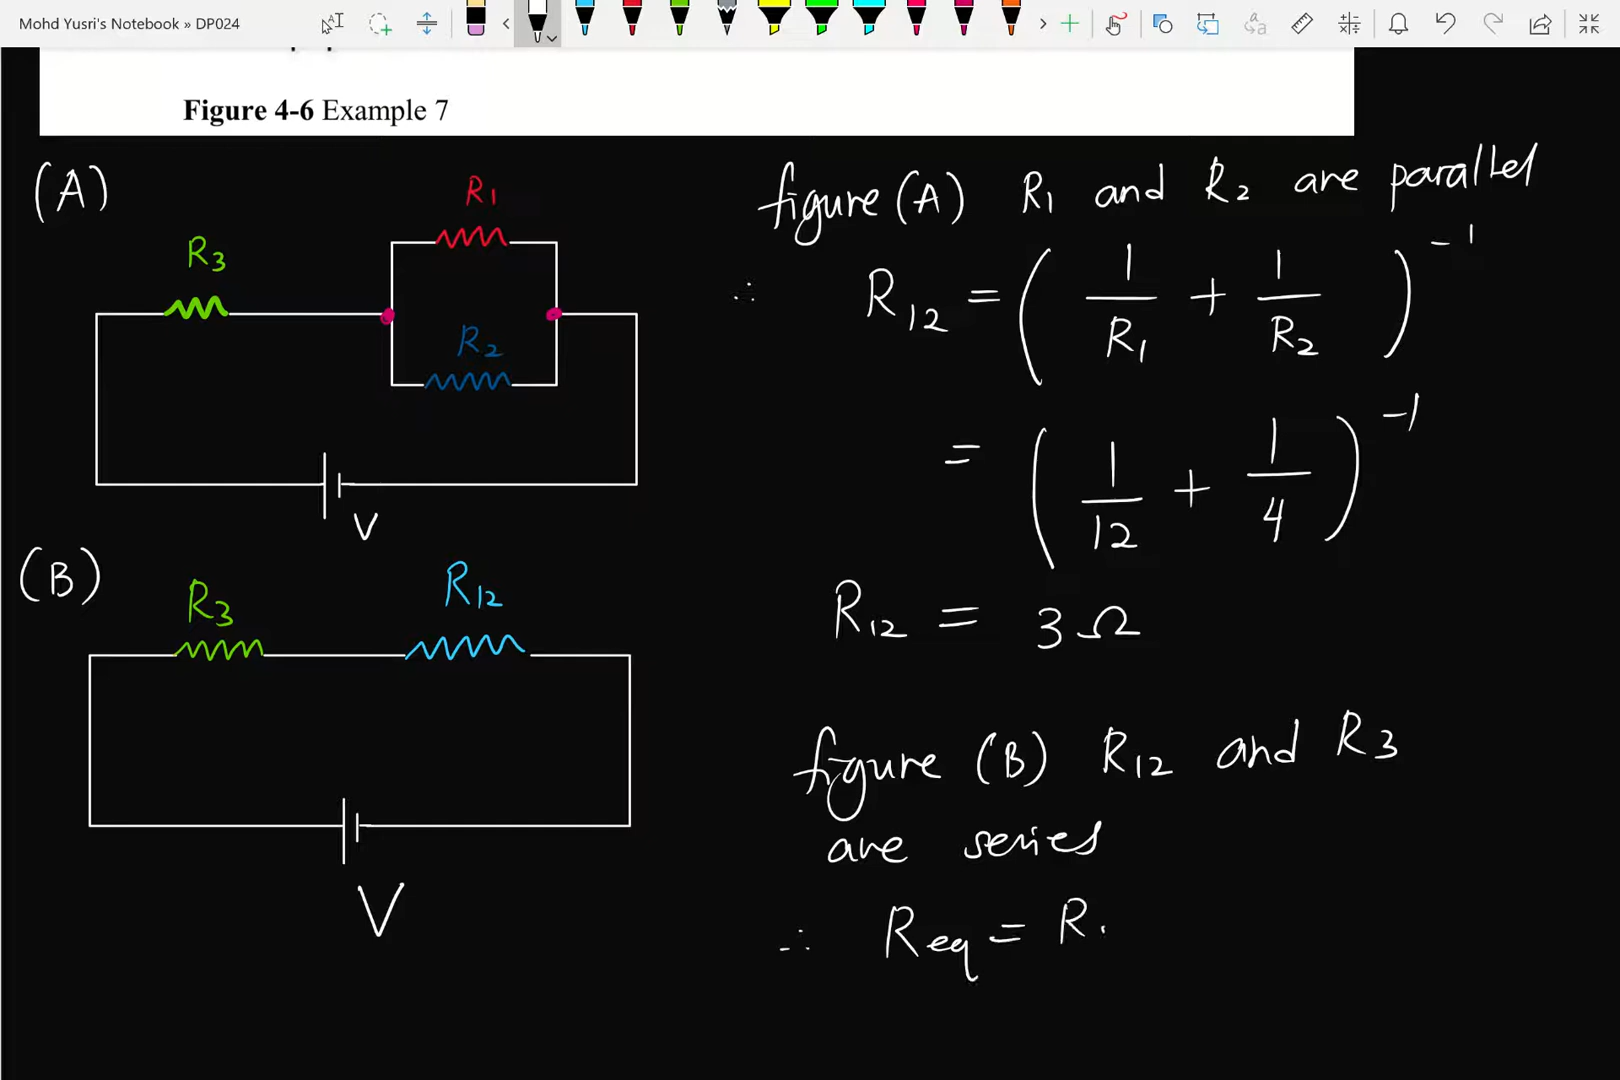 Mohd Yusri's Notebook » DP024
Figure 4-6 Example 7
(A)
R3
R1
R2
V
(B)
R3
R12
V
figure (A) R1 and R2 are parallel
∴ R12 = ( 1/R1 + 1/R2 )^-1
= ( 1/12 + 1/4 )^-1
R12 = 3Ω
figure (B) R12 and R3
are series
∴ Req = R